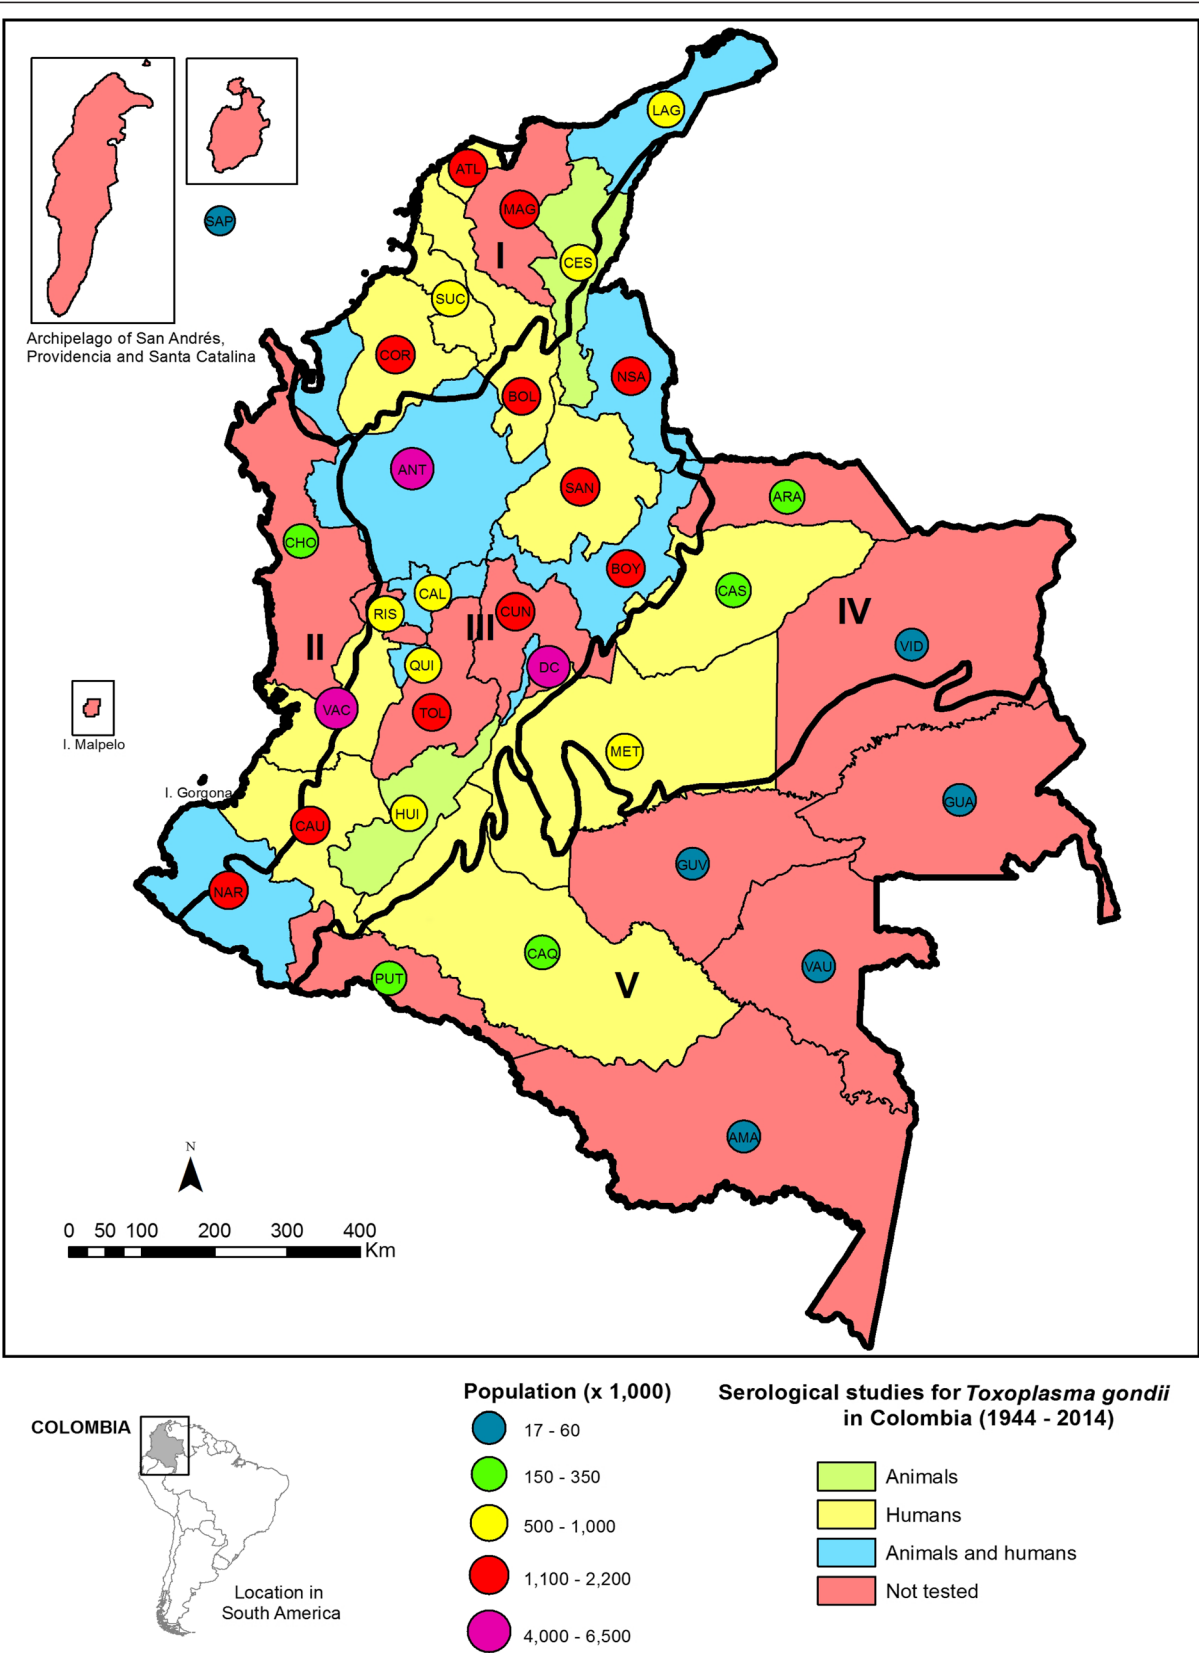 LAG
ATL
MAG
SAP
I
CES
SUC
Archipelago of San Andrés,
Providencia and Santa Catalina
COR
NSA
BOL
ANT
SAN
ARA
CHO
BOY
CAS
CAL
RIS
III
CUN
IV
II
VID
QUI
DC
VAC
TOL
I. Malpelo
MET
I. Gorgona
GUA
HUI
CAU
GUV
NAR
CAQ
VAU
PUT
V
AMA
N
0 50 100 200 300 400
Km
COLOMBIA
Location in
South America
Population (x 1,000)
17 - 60
150 - 350
500 - 1,000
1,100 - 2,200
4,000 - 6,500
Serological studies for Toxoplasma gondii
in Colombia (1944 - 2014)
Animals
Humans
Animals and humans
Not tested